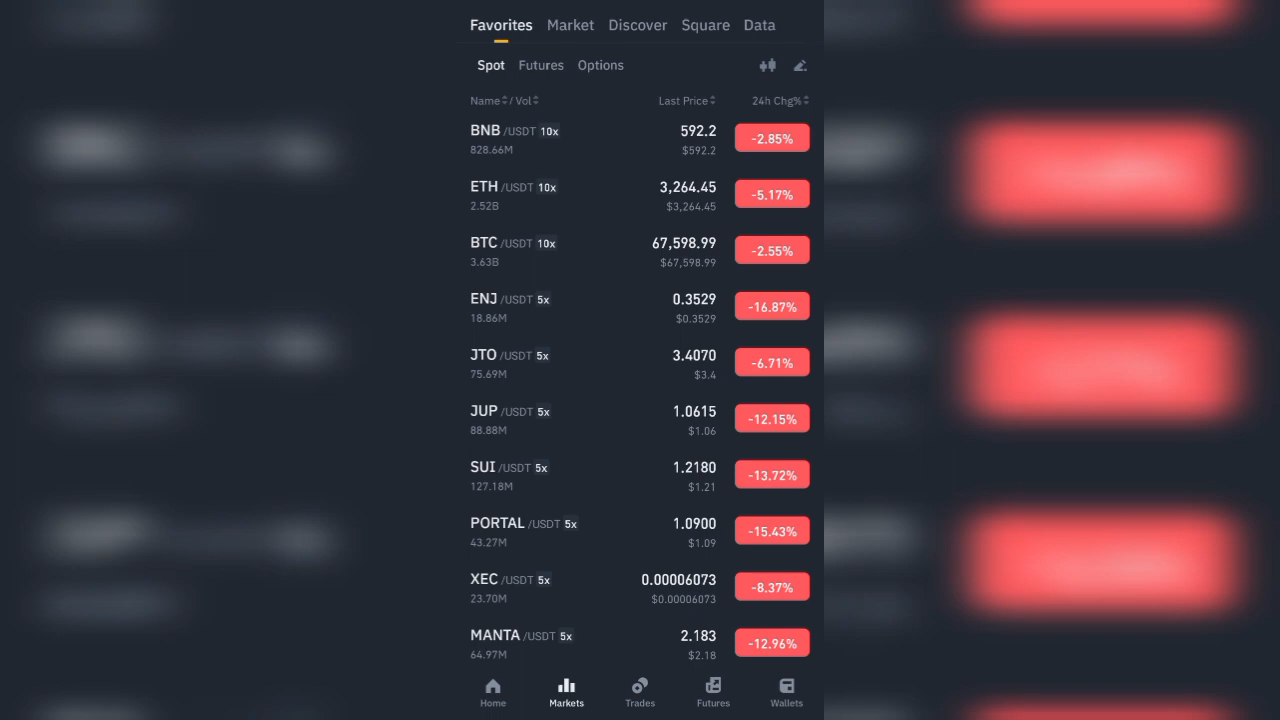 Favorites Market Discover Square Data
Spot Futures Options
Name / Vol Last Price 24h Chg%
BNB /USDT 10x 592.2 -2.85%
828.66M $592.2
ETH /USDT 10x 3,264.45 -5.17%
2.52B $3,264.45
BTC /USDT 10x 67,598.99 -2.55%
3.63B $67,598.99
ENJ /USDT 5x 0.3529 -16.87%
18.86M $0.3529
JTO /USDT 5x 3.4070 -6.71%
75.69M $3.4
JUP /USDT 5x 1.0615 -12.15%
88.88M $1.06
SUI /USDT 5x 1.2180 -13.72%
127.18M $1.21
PORTAL /USDT 5x 1.0900 -15.43%
43.27M $1.09
XEC /USDT 5x 0.00006073 -8.37%
23.70M $0.00006073
MANTA /USDT 5x 2.183 -12.96%
64.97M $2.18
Home Markets Trades Futures Wallets